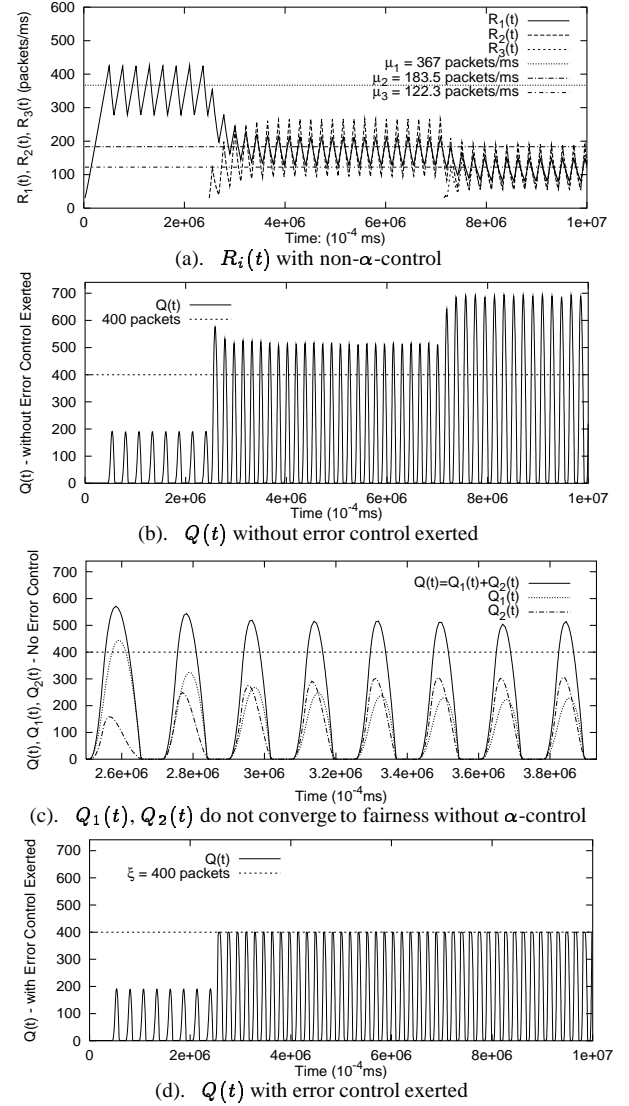 R1(t), R2(t), R3(t) (packets/ms)
600
500
400
300
200
100
0
R1(t)
R2(t)
R3(t)
μ1 = 367 packets/ms
μ2 = 183.5 packets/ms
μ3 = 122.3 packets/ms
0 2e+06 4e+06 6e+06 8e+06 1e+07
Time: (10-4 ms)
(a). Ri(t) with non-α-control
Q(t) - without Error Control Exerted
700
600
500
400
300
200
100
0
Q(t)
400 packets
0 2e+06 4e+06 6e+06 8e+06 1e+07
Time (10-4ms)
(b). Q(t) without error control exerted
Q(t), Q1(t), Q2(t) - No Error Control
700
600
500
400
300
200
100
0
Q(t)=Q1(t)+Q2(t)
Q1(t)
Q2(t)
2.6e+06 2.8e+06 3e+06 3.2e+06 3.4e+06 3.6e+06 3.8e+06
Time (10-4ms)
(c). Q1(t), Q2(t) do not converge to fairness without α-control
Q(t) - with Error Control Exerted
700
600
500
400
300
200
100
0
Q(t)
ξ = 400 packets
0 2e+06 4e+06 6e+06 8e+06 1e+07
Time (10-4ms)
(d). Q(t) with error control exerted